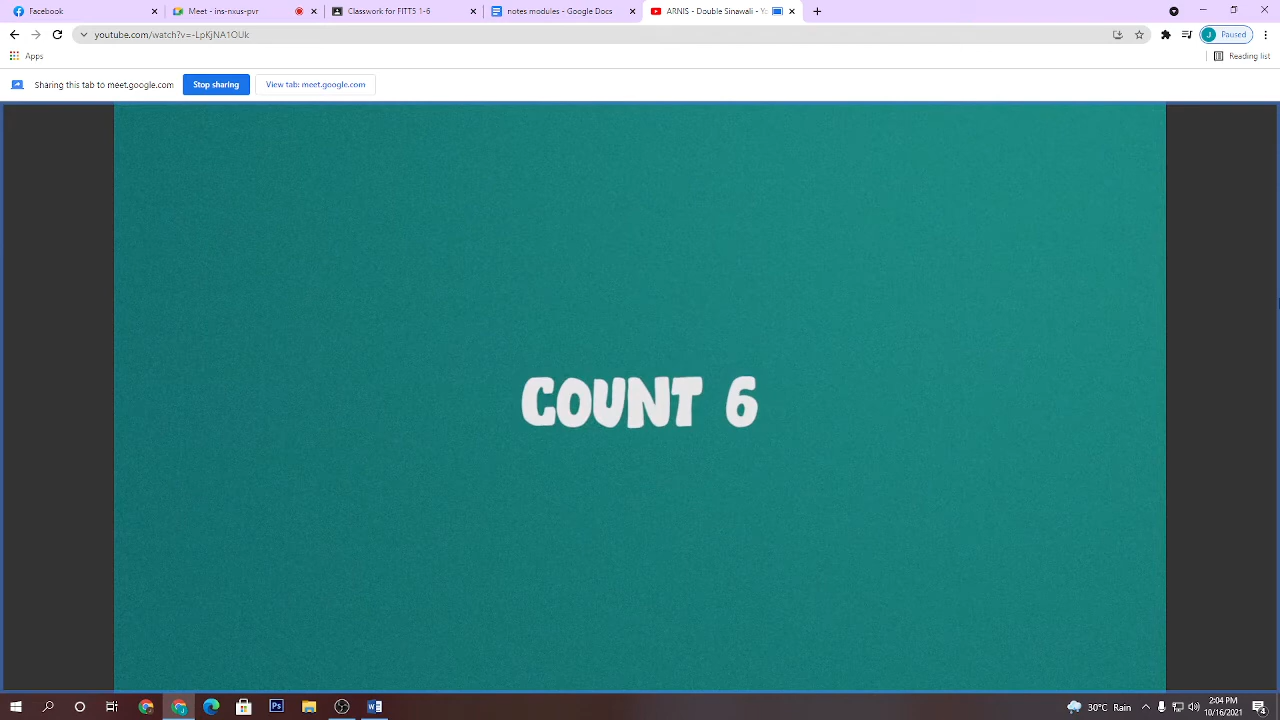 Facebook
Meet - ins-nxus-pvr
Classwork for FITTS 1-6
notes modules - Google Docs
ARNIS - Double Sinawali - Y
youtube.com/watch?v=-LpKjNA1OUk
J Paused
Apps
Reading list
Sharing this tab to meet.google.com
Stop sharing
View tab: meet.google.com
COUNT 6
Ps
W
30°C Rain
2:04 PM
10/16/2021